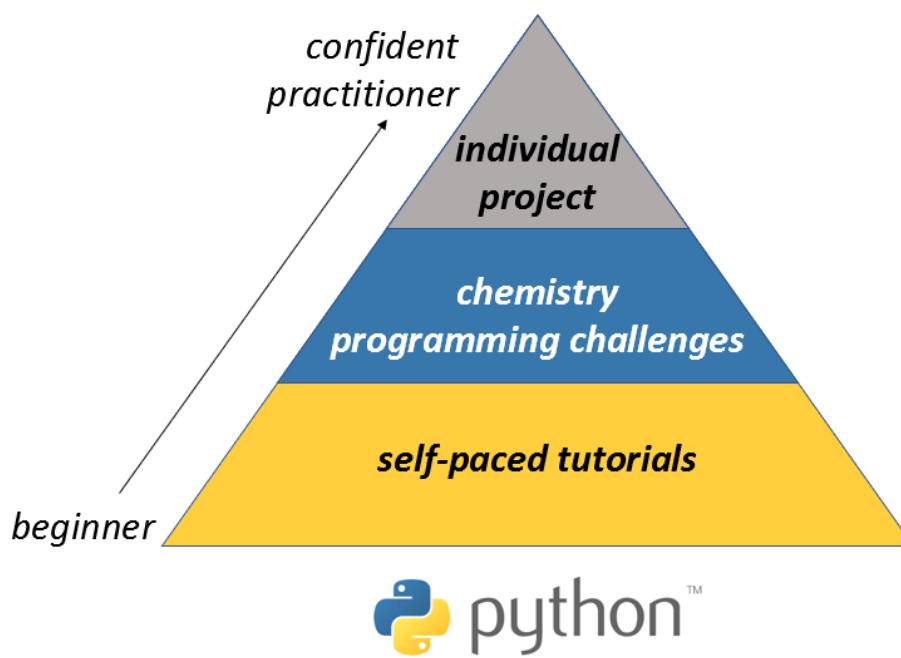 confident
practitioner
individual
project
chemistry
programming challenges
self-paced tutorials
beginner
python™